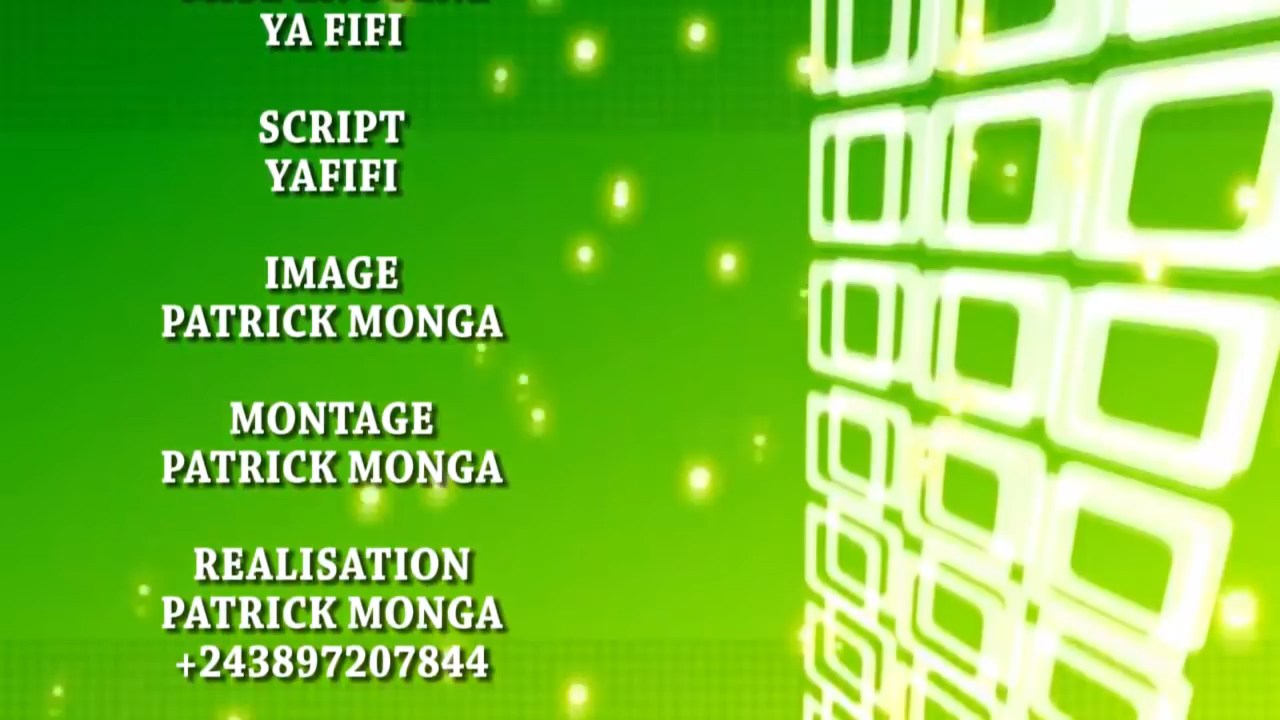 YA FIFI
SCRIPT
YAFIFI
IMAGE
PATRICK MONGA
MONTAGE
PATRICK MONGA
REALISATION
PATRICK MONGA
+243897207844